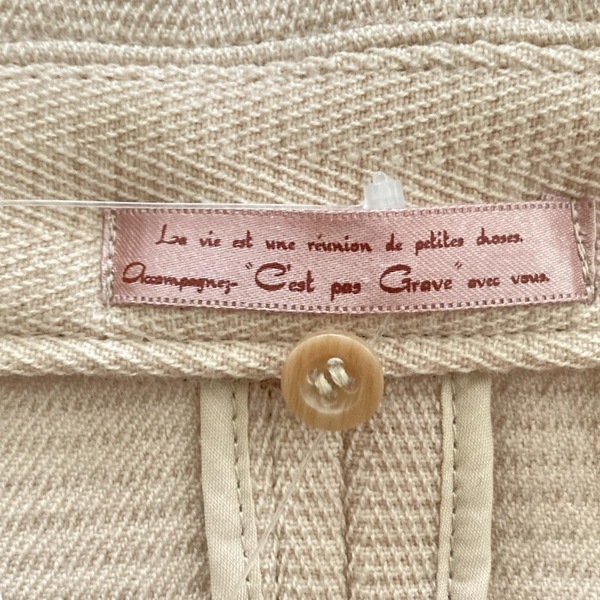 La vie est une réunion de petites choses.
Accompagnez- "C'est pas Grave" avec vous.